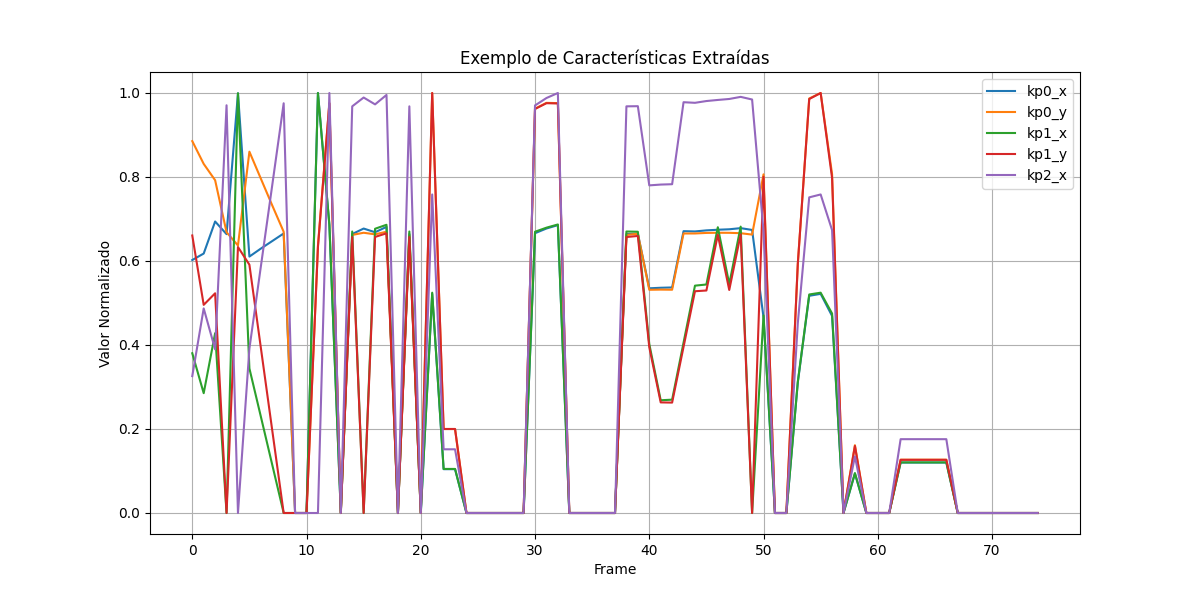 Exemplo de Características Extraídas
Valor Normalizado
1.0
0.8
0.6
0.4
0.2
0.0
0 10 20 30 40 50 60 70
Frame
kp0_x
kp0_y
kp1_x
kp1_y
kp2_x